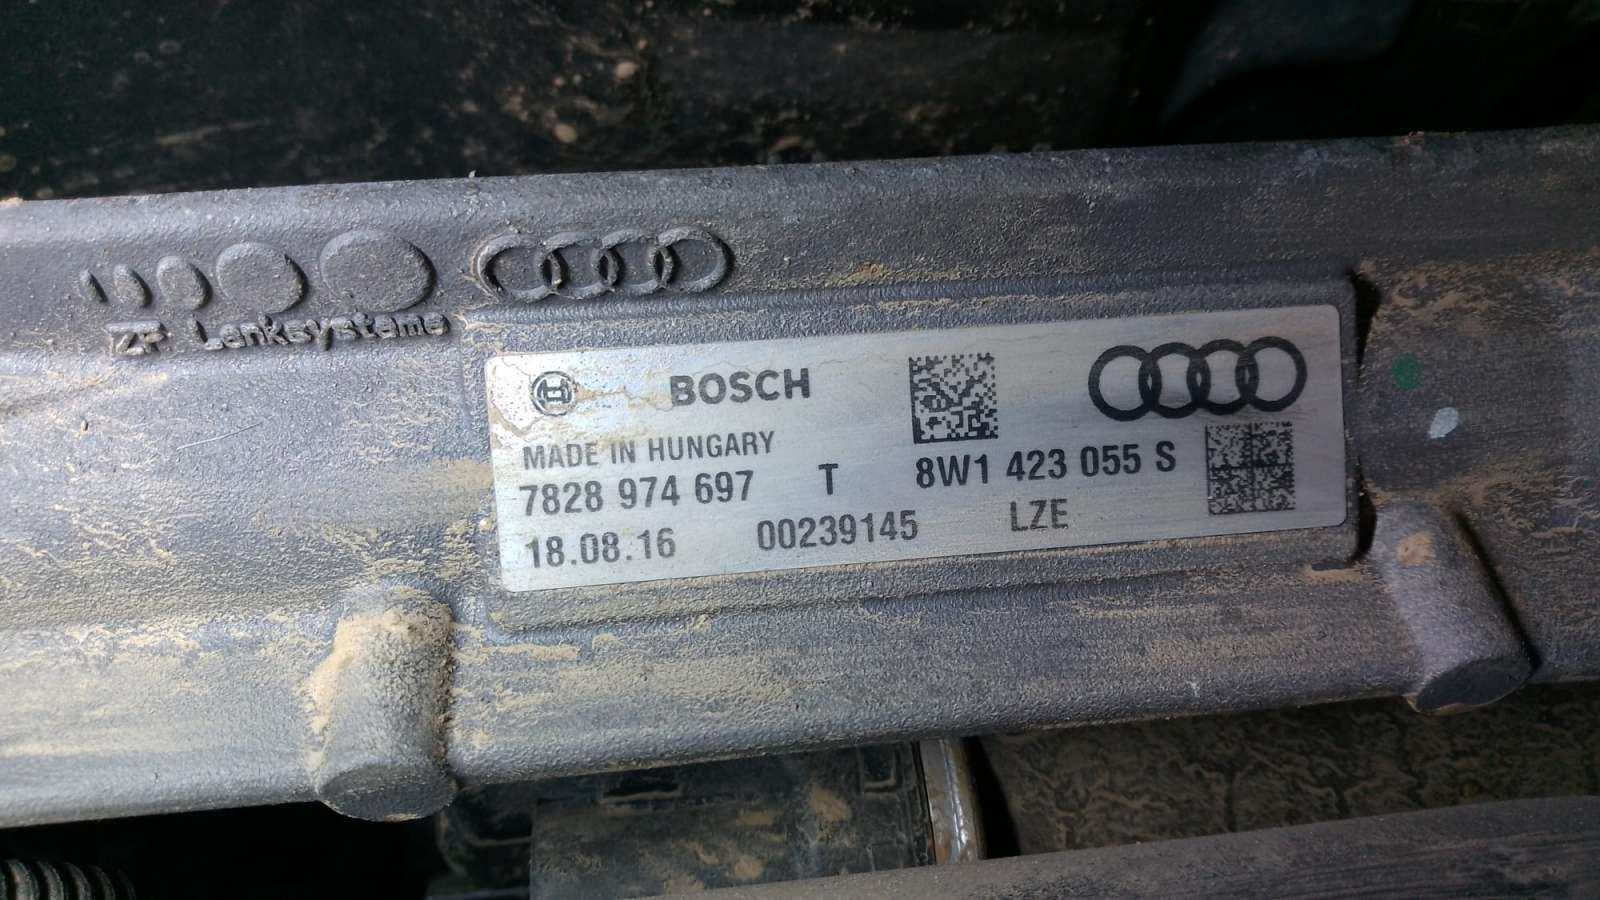 ZF Lenksysteme
BOSCH
MADE IN HUNGARY
7828 974 697 T 8W1 423 055 S
18.08.16 00239145 LZE